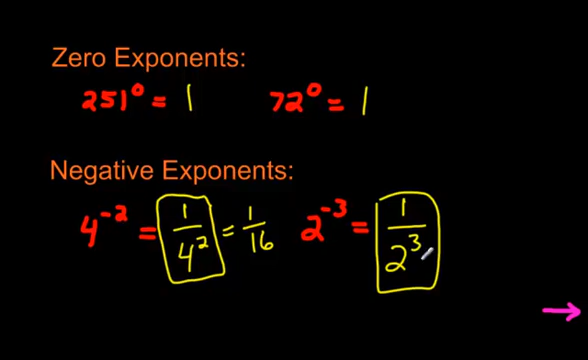 Zero Exponents:
251⁰ = 1 72⁰ = 1
Negative Exponents:
4⁻² = 1/4² = 1/16 2⁻³ = 1/2³